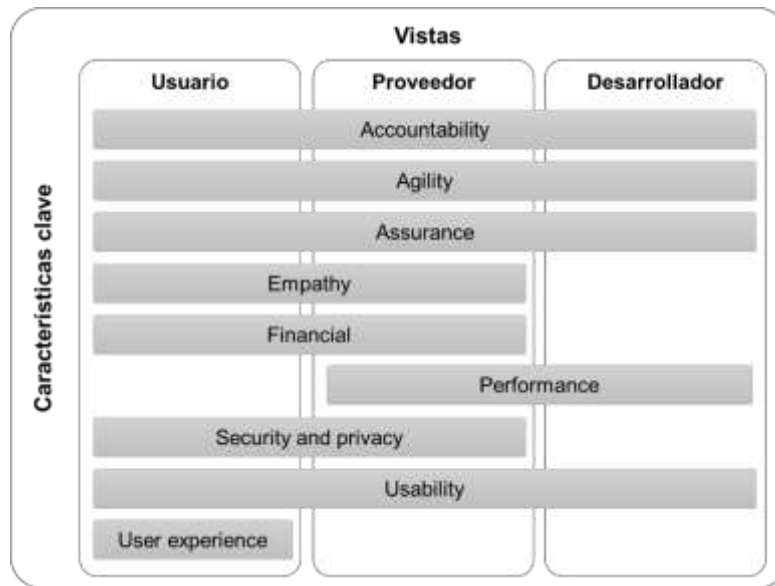 Vistas
Usuario
Proveedor
Desarrollador
Características clave
Accountability
Agility
Assurance
Empathy
Financial
Performance
Security and privacy
Usability
User experience